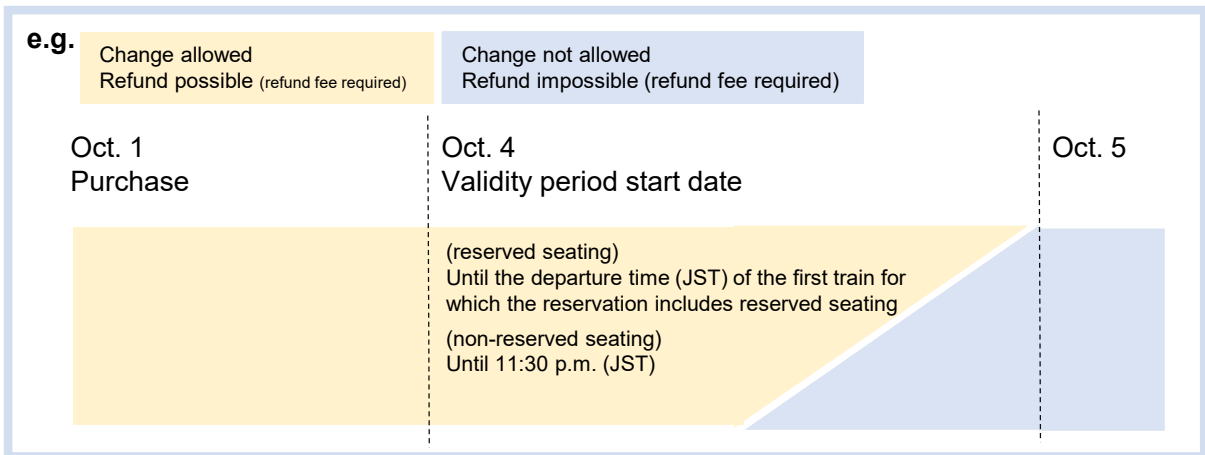 e.g.
Change allowed
Refund possible (refund fee required)
Change not allowed
Refund impossible (refund fee required)
Oct. 1
Purchase
Oct. 4
Validity period start date
Oct. 5
(reserved seating)
Until the departure time (JST) of the first train for
which the reservation includes reserved seating
(non-reserved seating)
Until 11:30 p.m. (JST)